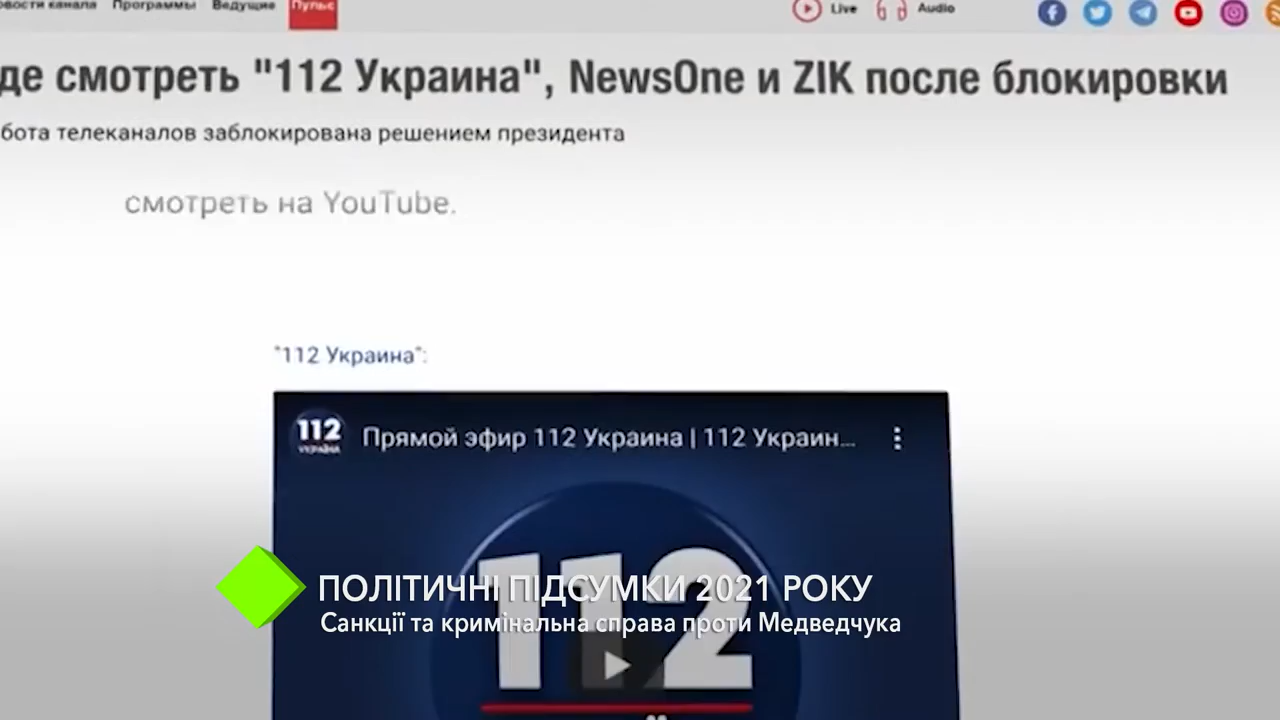 овости канала Программы Ведущие Пульс Live Audio
де смотреть "112 Украина", NewsOne и ZIK после блокировки
бота телеканалов заблокирована решением президента
смотреть на YouTube.
"112 Украина":
112 УКРАЇНА Прямой эфир 112 Украина | 112 Украин...
112
ПОЛІТИЧНІ ПІДСУМКИ 2021 РОКУ
Санкції та кримінальна справа проти Медведчука